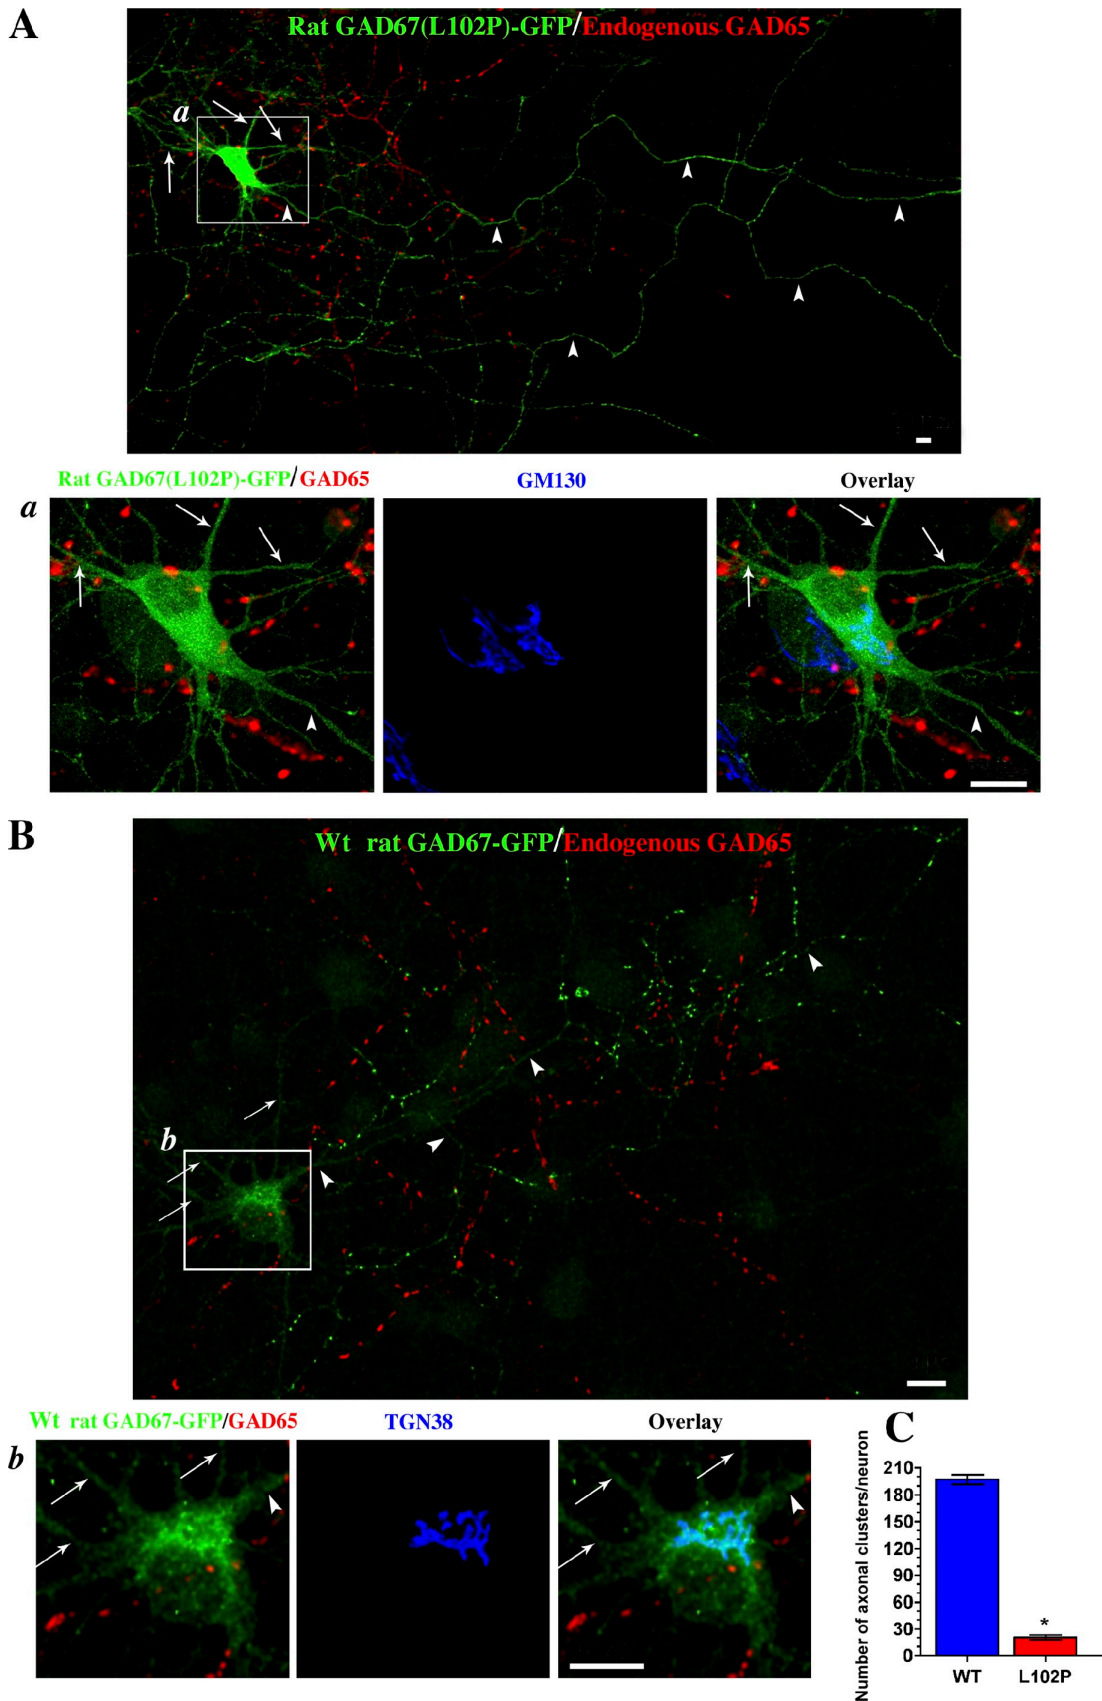 A
Rat GAD67(L102P)-GFP/Endogenous GAD65
a
Rat GAD67(L102P)-GFP/GAD65
GM130
Overlay
a
B
Wt rat GAD67-GFP/Endogenous GAD65
b
Wt rat GAD67-GFP/GAD65
TGN38
Overlay
b
C
Number of axonal clusters/neuron
210
180
150
120
90
60
30
0
*
WT
L102P